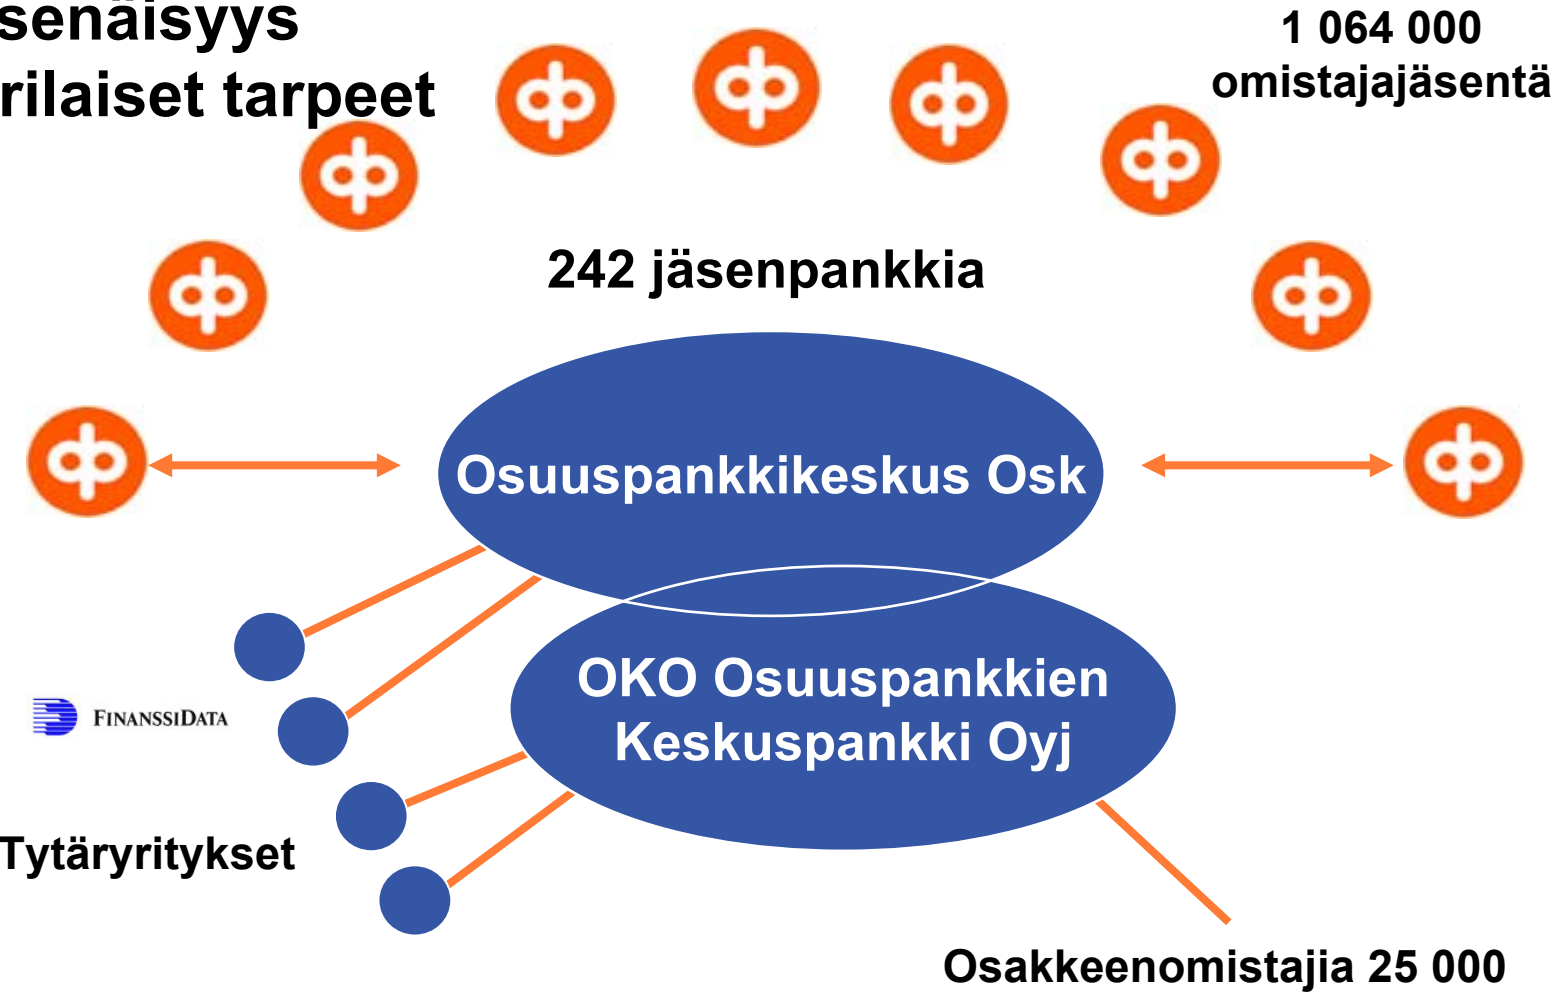 senäisyys
rilaiset tarpeet
1 064 000
omistajajäsentä
242 jäsenpankkia
Osuuspankkikeskus Osk
OKO Osuuspankkien
Keskuspankki Oyj
FINANSSIDATA
Tytäryritykset
Osakkeenomistajia 25 000